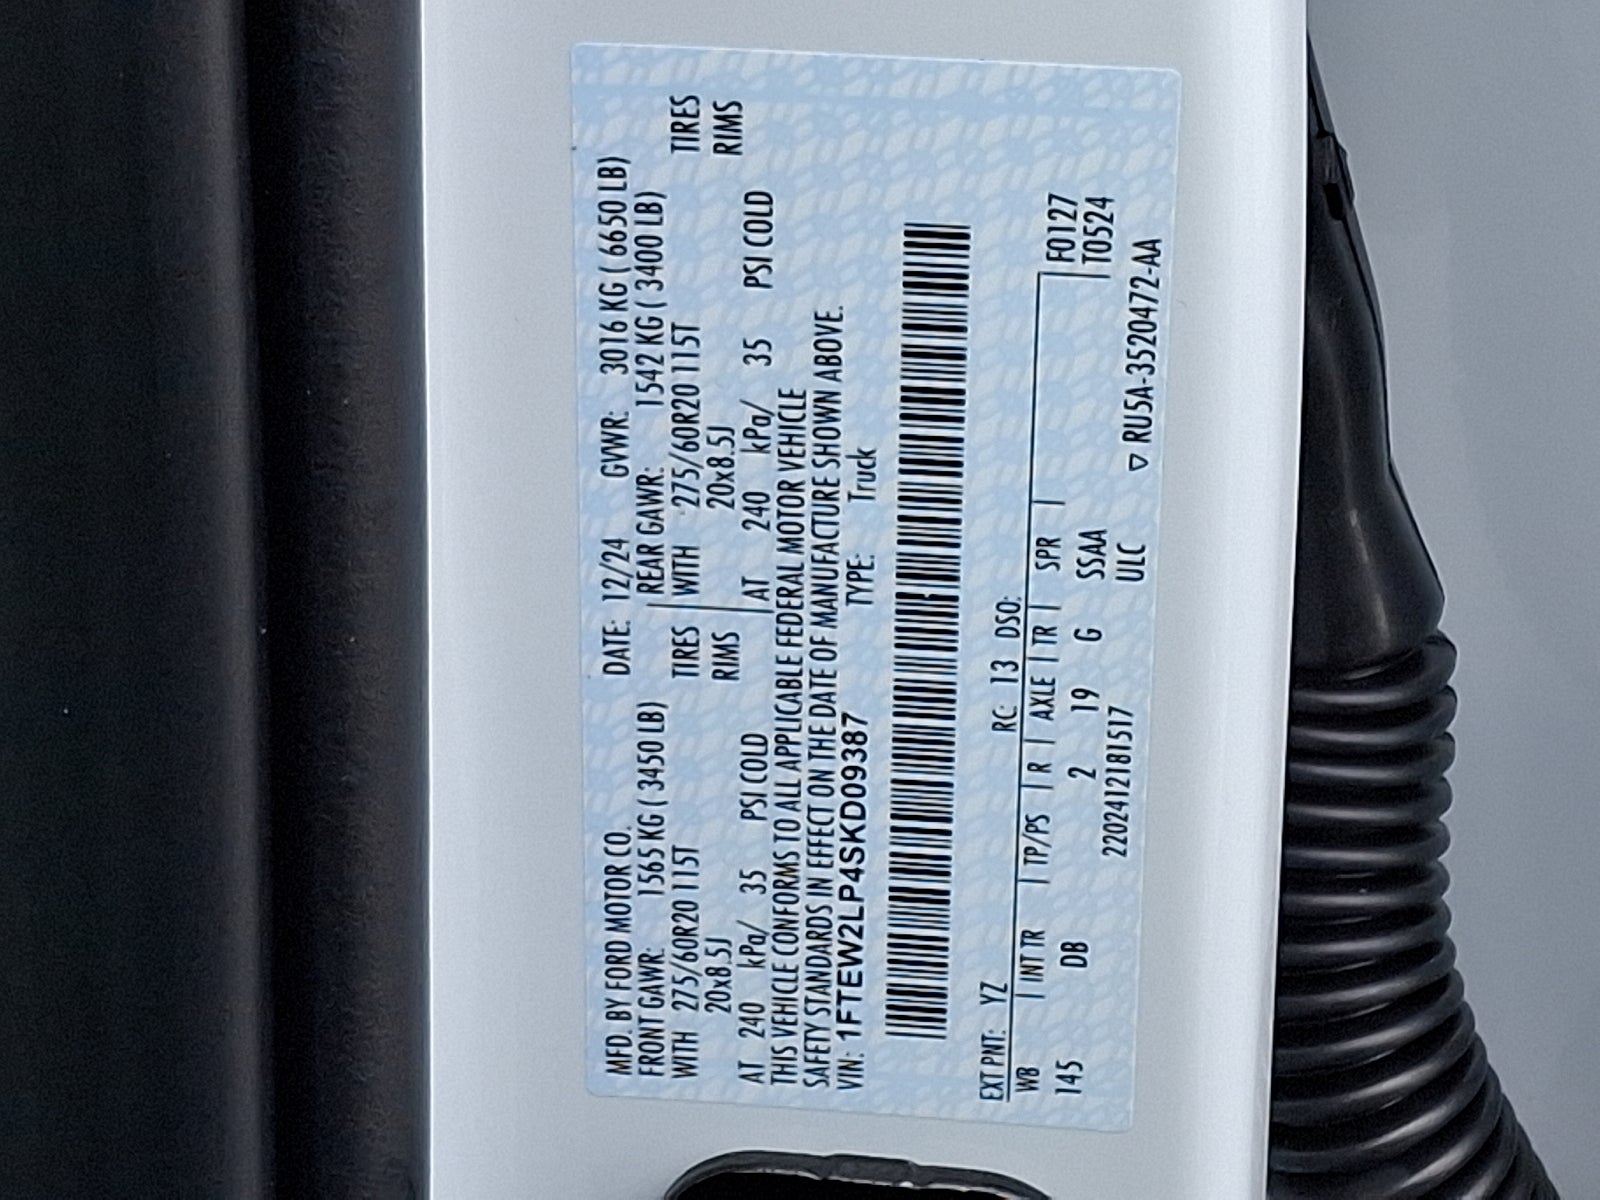 MFD. BY FORD MOTOR CO. DATE: 12/24 GVWR: 3016 KG ( 6650 LB)
FRONT GAWR: 1565 KG ( 3450 LB) REAR GAWR: 1542 KG ( 3400 LB)
WITH 275/60R20 115T TIRES WITH 275/60R20 115T TIRES
20x8.5J RIMS 20x8.5J RIMS
AT 240 kPa/ 35 PSI COLD AT 240 kPa/ 35 PSI COLD
THIS VEHICLE CONFORMS TO ALL APPLICABLE FEDERAL MOTOR VEHICLE
SAFETY STANDARDS IN EFFECT ON THE DATE OF MANUFACTURE SHOWN ABOVE.
VIN: 1FTEW2LP4SKD09387 TYPE: Truck
EXT PNT: YZ RC: 13 DSO:
WB INT TR TP/PS R AXLE TR SPR F0127
145 DB 2 19 G SSAA T0524
2202412181517 ULC ▽ RU5A-3520472-AA